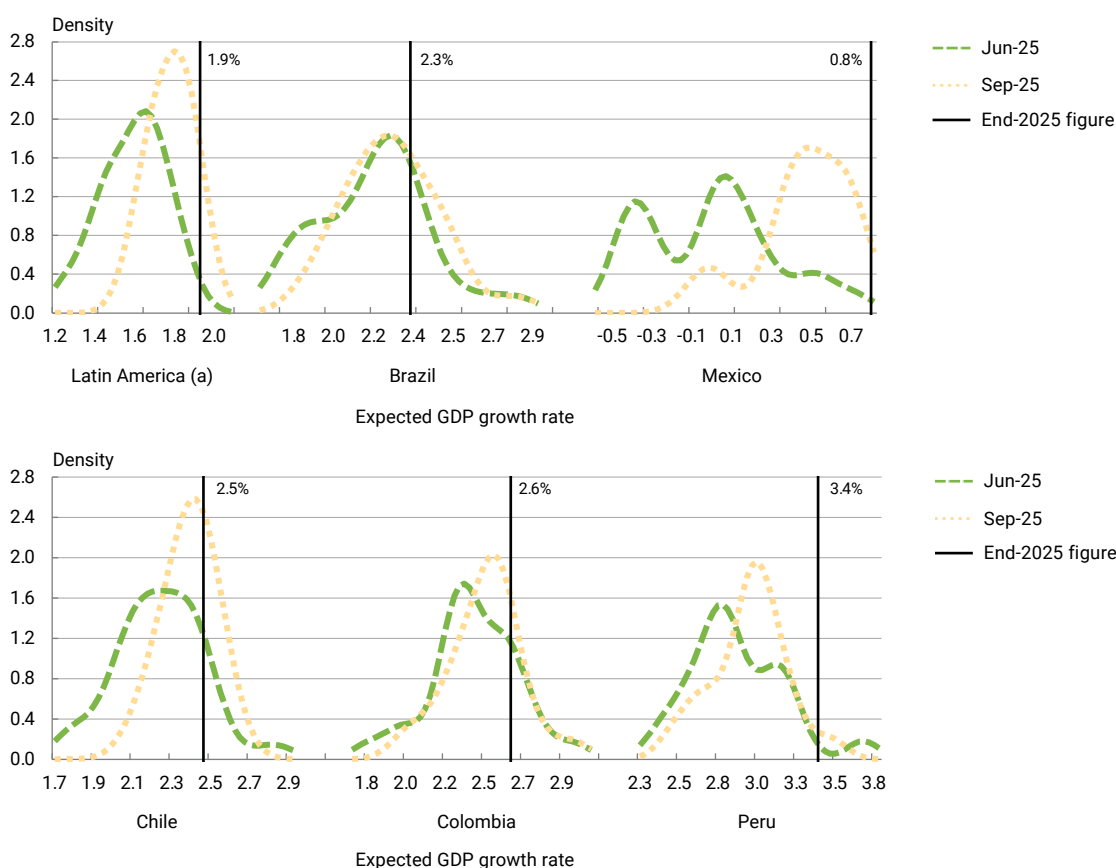 Density
2.8
2.4
2.0
1.6
1.2
0.8
0.4
0.0
1.9%
2.3%
0.8%
Jun-25
Sep-25
End-2025 figure
1.2 1.4 1.6 1.8 2.0 1.8 2.0 2.2 2.4 2.5 2.7 2.9 -0.5 -0.3 -0.1 0.1 0.3 0.5 0.7
Latin America (a) Brazil Mexico
Expected GDP growth rate
Density
2.8
2.4
2.0
1.6
1.2
0.8
0.4
0.0
2.5%
2.6%
3.4%
Jun-25
Sep-25
End-2025 figure
1.7 1.9 2.1 2.3 2.5 2.7 2.9 1.8 2.0 2.2 2.5 2.7 2.9 2.3 2.5 2.8 3.0 3.3 3.5 3.8
Chile Colombia Peru
Expected GDP growth rate